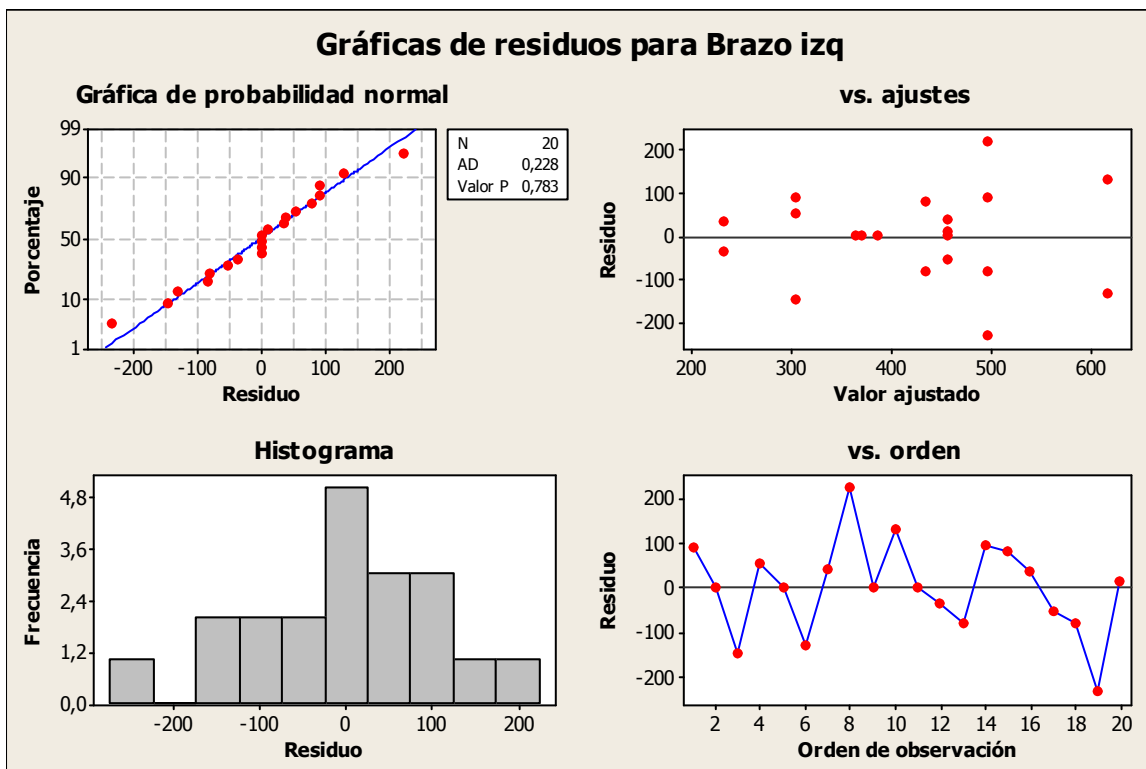 Gráficas de residuos para Brazo izq
Gráfica de probabilidad normal
99
90
50
10
1
Porcentaje
-200 -100 0 100 200
Residuo
N 20
AD 0,228
Valor P 0,783
vs. ajustes
200
100
0
-100
-200
Residuo
200 300 400 500 600
Valor ajustado
Histograma
4,8
3,6
2,4
1,2
0,0
Frecuencia
-200 -100 0 100 200
Residuo
vs. orden
200
100
0
-100
-200
Residuo
2 4 6 8 10 12 14 16 18 20
Orden de observación